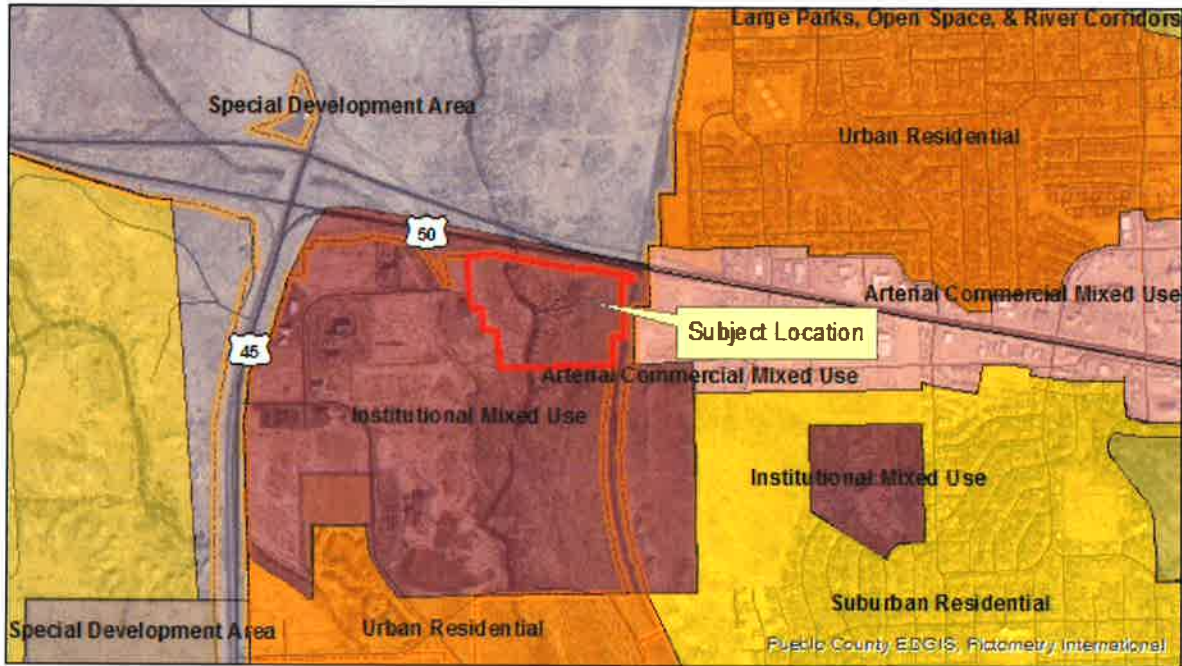 Large Parks, Open Space, & River Corridors
Special Development Area
Urban Residential
50
Arterial Commercial Mixed Use
Subject Location
45
Arterial Commercial Mixed Use
Institutional Mixed Use
Institutional Mixed Use
Suburban Residential
Special Development Area
Urban Residential
Pueblo County EDGIS, Pictometry International